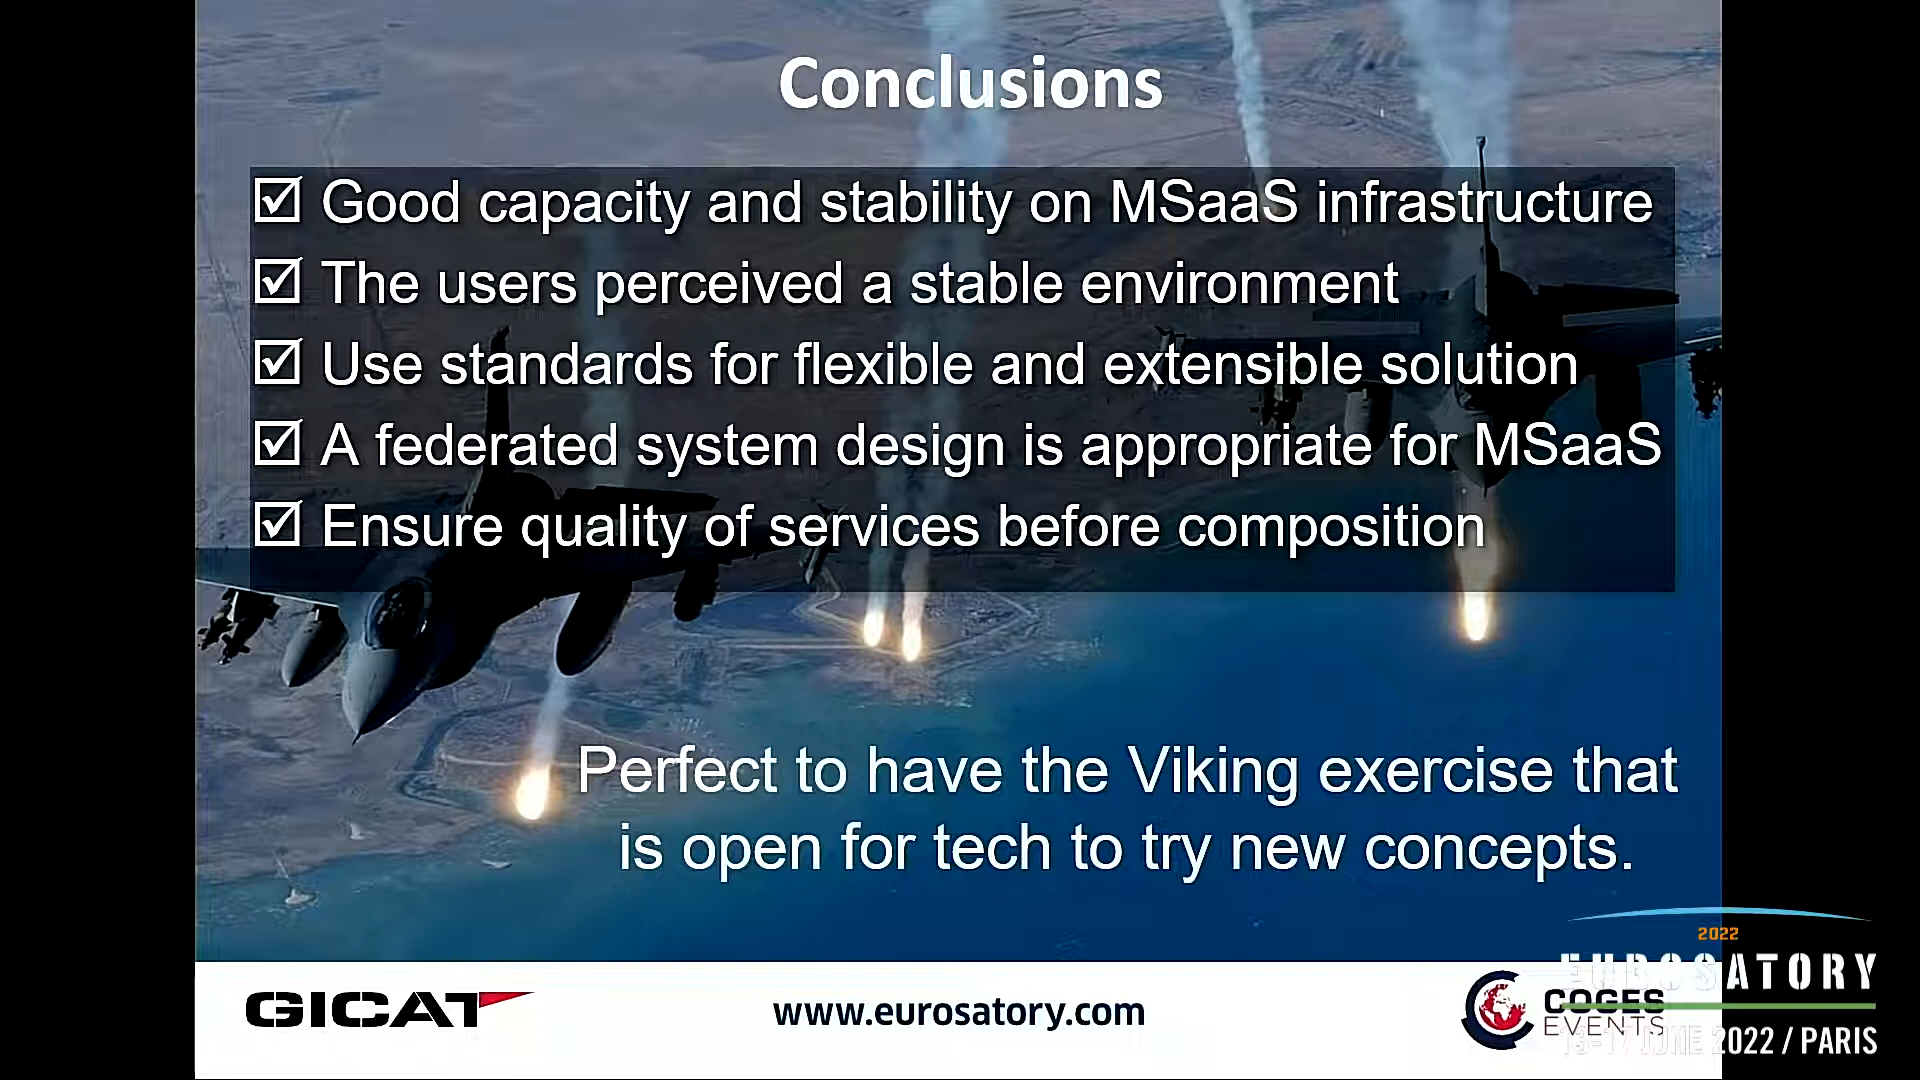 Conclusions
☑ Good capacity and stability on MSaaS infrastructure
☑ The users perceived a stable environment
☑ Use standards for flexible and extensible solution
☑ A federated system design is appropriate for MSaaS
☑ Ensure quality of services before composition
Perfect to have the Viking exercise that
is open for tech to try new concepts.
GICAT
www.eurosatory.com
COGES
EVENTS
2022
EUROSATORY
13-17 JUNE 2022 / PARIS